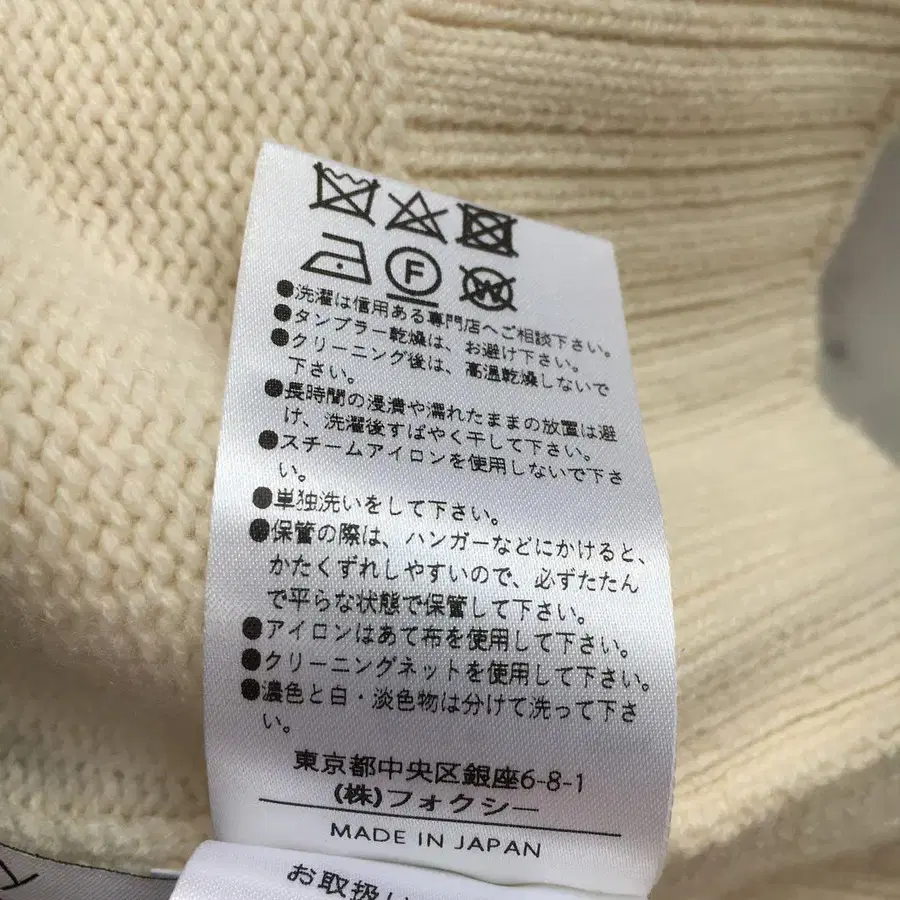 F W
●洗濯は信用ある専門店へご相談下さい。
●タンブラー乾燥は、お避け下さい。
●クリーニング後は、高温乾燥しないで
下さい。
●長時間の浸漬や濡れたままの放置は避
け、洗濯後すばやく干して下さい。
●スチームアイロンを使用しないで下さ
い。
●単独洗いをして下さい。
●保管の際は、ハンガーなどにかけると、
かたくずれしやすいので、必ずたたん
で平らな状態で保管して下さい。
●アイロンはあて布を使用して下さい。
●クリーニングネットを使用して下さい。
●濃色と白・淡色物は分けて洗って下さ
い。
東京都中央区銀座6-8-1
(株)フォクシー
MADE IN JAPAN
お取扱い